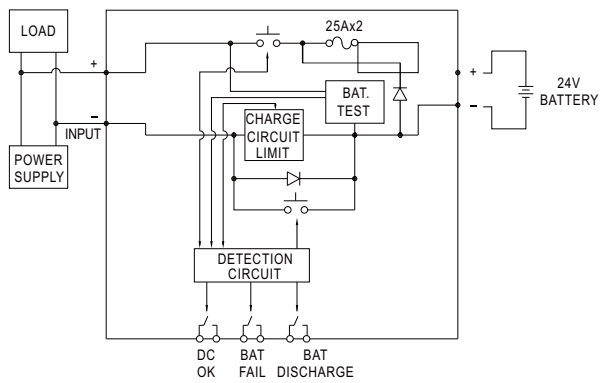 LOAD
25Ax2
+
+
BAT.
TEST
24V
BATTERY
CHARGE
CIRCUIT
LIMIT
−
−
INPUT
POWER
SUPPLY
DETECTION
CIRCUIT
DC
OK
BAT
FAIL
BAT
DISCHARGE